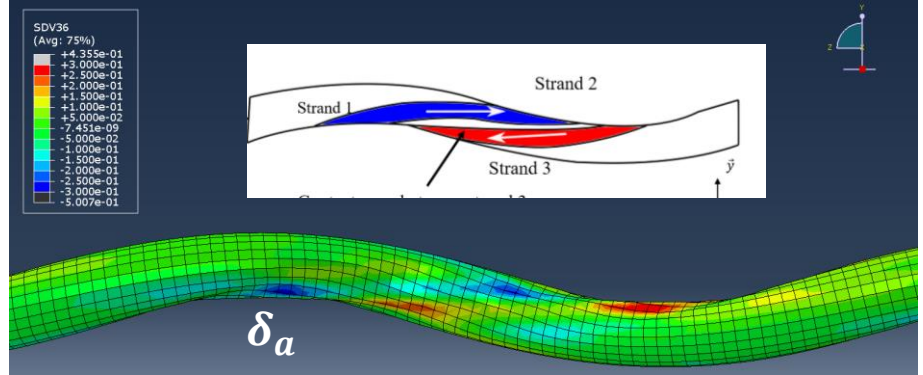 SDV36
(Avg: 75%)
+4.355e-01
+3.000e-01
+2.500e-01
+2.000e-01
+1.500e-01
+1.000e-01
+5.000e-02
-7.451e-09
-5.000e-02
-1.000e-01
-1.500e-01
-2.000e-01
-2.500e-01
-3.000e-01
-5.007e-01
Strand 2
Strand 1
Strand 3
y⃗
Y
Z
δa